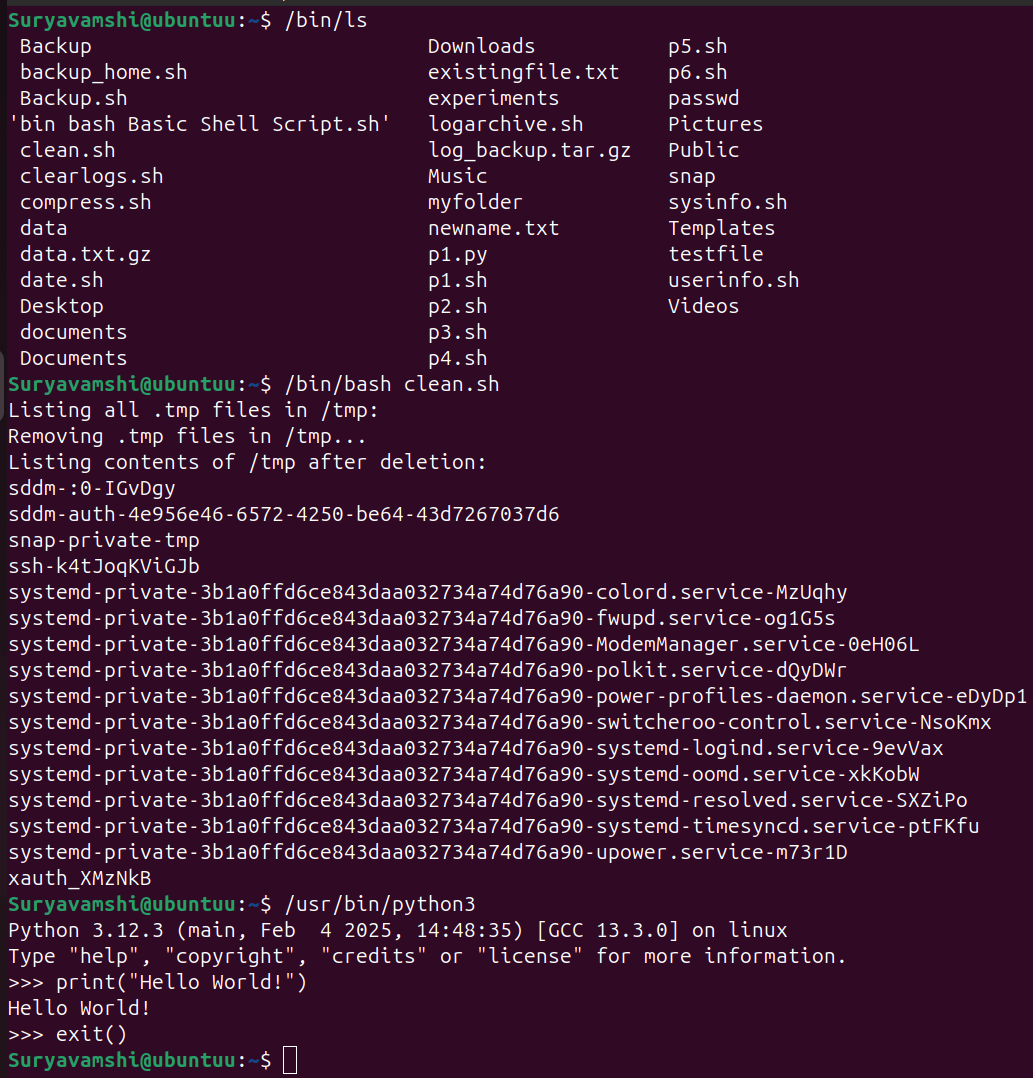 Suryavamshi@ubuntuu:~$ /bin/ls
 Backup                              Downloads          p5.sh
 backup_home.sh                      existingfile.txt   p6.sh
 Backup.sh                           experiments        passwd
'bin bash Basic Shell Script.sh'     logarchive.sh      Pictures
 clean.sh                            log_backup.tar.gz  Public
 clearlogs.sh                        Music              snap
 compress.sh                         myfolder           sysinfo.sh
 data                                newname.txt        Templates
 data.txt.gz                         p1.py              testfile
 date.sh                             p1.sh              userinfo.sh
 Desktop                             p2.sh              Videos
 documents                           p3.sh
 Documents                           p4.sh
Suryavamshi@ubuntuu:~$ /bin/bash clean.sh
Listing all .tmp files in /tmp:
Removing .tmp files in /tmp...
Listing contents of /tmp after deletion:
sddm-:0-IGvDgy
sddm-auth-4e956e46-6572-4250-be64-43d7267037d6
snap-private-tmp
ssh-k4tJoqKViGJb
systemd-private-3b1a0ffd6ce843daa032734a74d76a90-colord.service-MzUqhy
systemd-private-3b1a0ffd6ce843daa032734a74d76a90-fwupd.service-og1G5s
systemd-private-3b1a0ffd6ce843daa032734a74d76a90-ModemManager.service-0eH06L
systemd-private-3b1a0ffd6ce843daa032734a74d76a90-polkit.service-dQyDWr
systemd-private-3b1a0ffd6ce843daa032734a74d76a90-power-profiles-daemon.service-eDyDp1
systemd-private-3b1a0ffd6ce843daa032734a74d76a90-switcheroo-control.service-NsoKmx
systemd-private-3b1a0ffd6ce843daa032734a74d76a90-systemd-logind.service-9evVax
systemd-private-3b1a0ffd6ce843daa032734a74d76a90-systemd-oomd.service-xkKobW
systemd-private-3b1a0ffd6ce843daa032734a74d76a90-systemd-resolved.service-SXZiPo
systemd-private-3b1a0ffd6ce843daa032734a74d76a90-systemd-timesyncd.service-ptFKfu
systemd-private-3b1a0ffd6ce843daa032734a74d76a90-upower.service-m73r1D
xauth_XMzNkB
Suryavamshi@ubuntuu:~$ /usr/bin/python3
Python 3.12.3 (main, Feb  4 2025, 14:48:35) [GCC 13.3.0] on linux
Type "help", "copyright", "credits" or "license" for more information.
>>> print("Hello World!")
Hello World!
>>> exit()
Suryavamshi@ubuntuu:~$